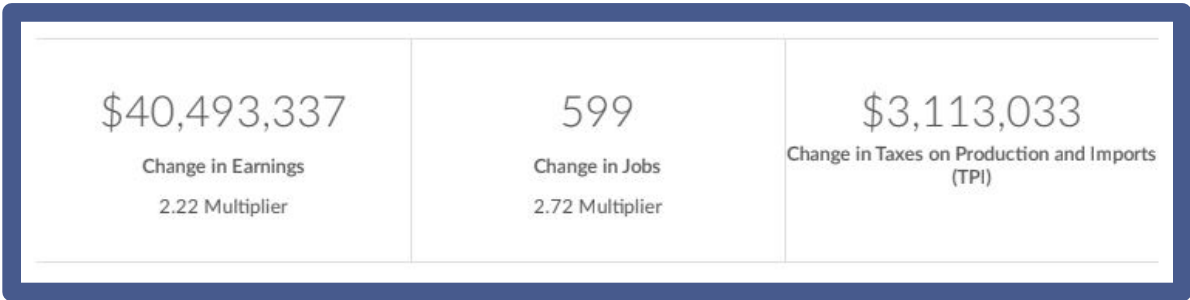 $40,493,337
Change in Earnings
2.22 Multiplier
599
Change in Jobs
2.72 Multiplier
$3,113,033
Change in Taxes on Production and Imports
(TPI)